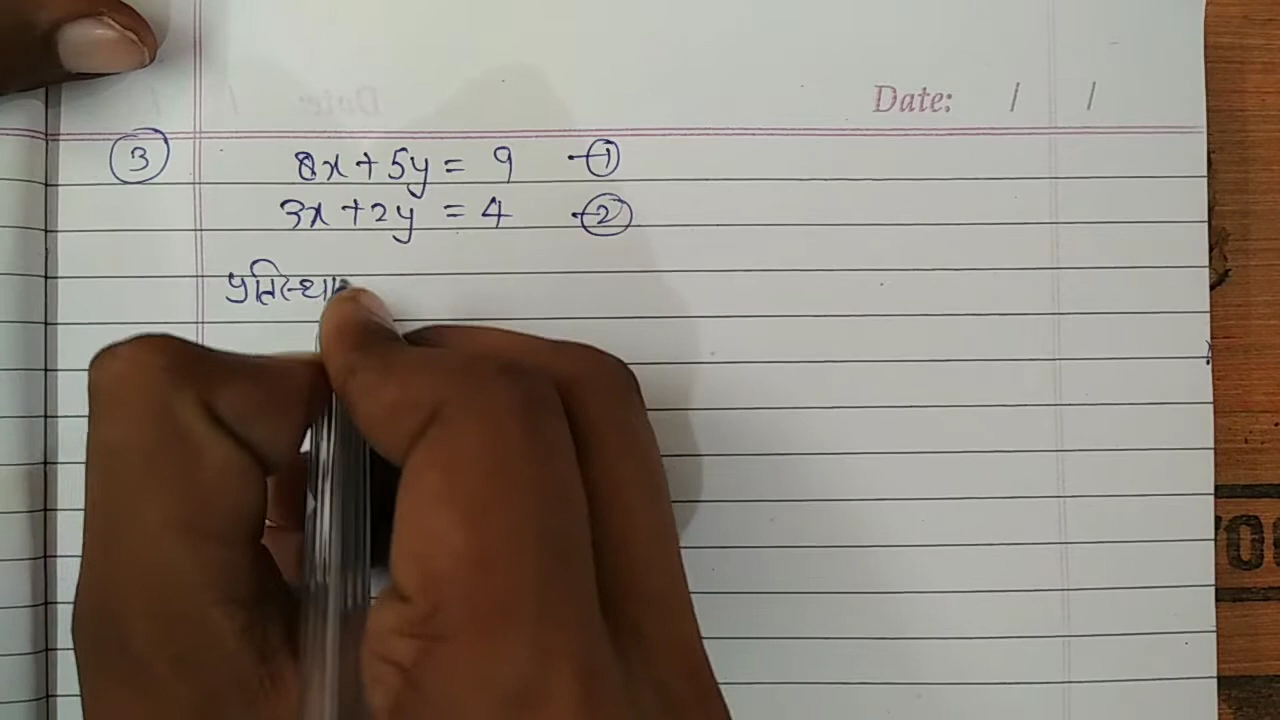 Date: / /
3 8x + 5y = 9 — 1
3x + 2y = 4 — 2